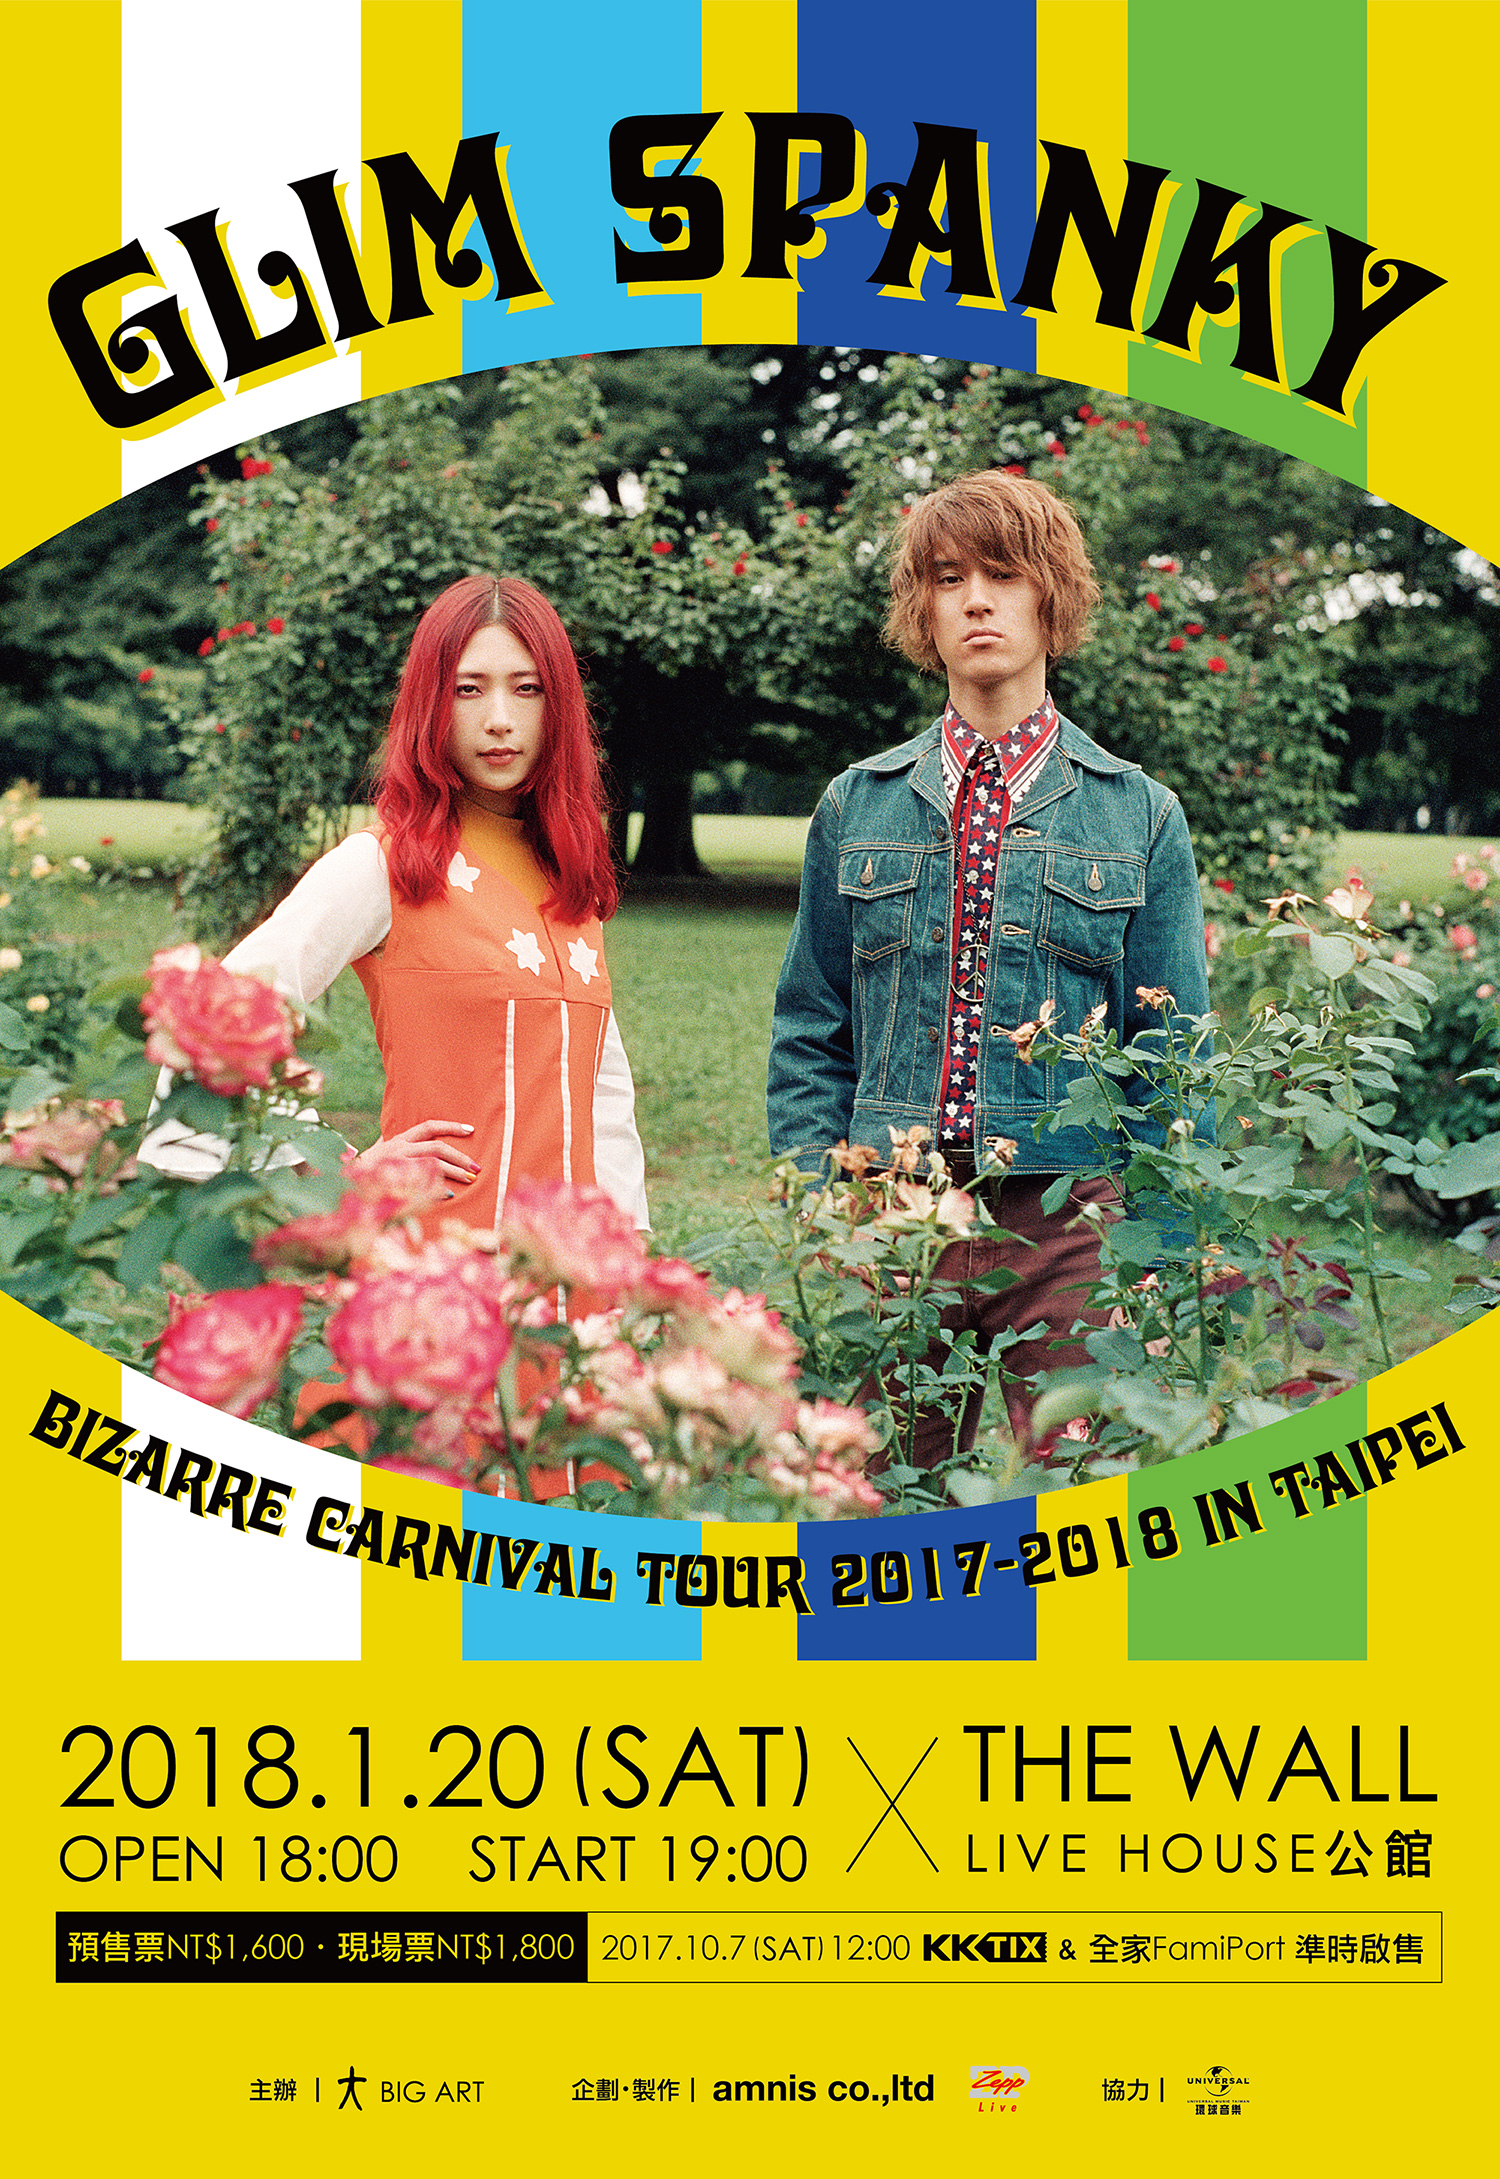 GLIM SPANKY
BIZARRE CARNIVAL TOUR 2017-2018 IN TAIPEI
2018.1.20 (SAT) X THE WALL
OPEN 18:00 START 19:00 LIVE HOUSE公館
預售票NT$1,600・現場票NT$1,800 2017.10.7 (SAT) 12:00 KKTIX & 全家FamiPort 準時啟售
主辦 | 大 BIG ART 企劃・製作 | amnis co.,ltd Zepp Live 協力 | UNIVERSAL
UNIVERSAL MUSIC TAIWAN
環球音樂